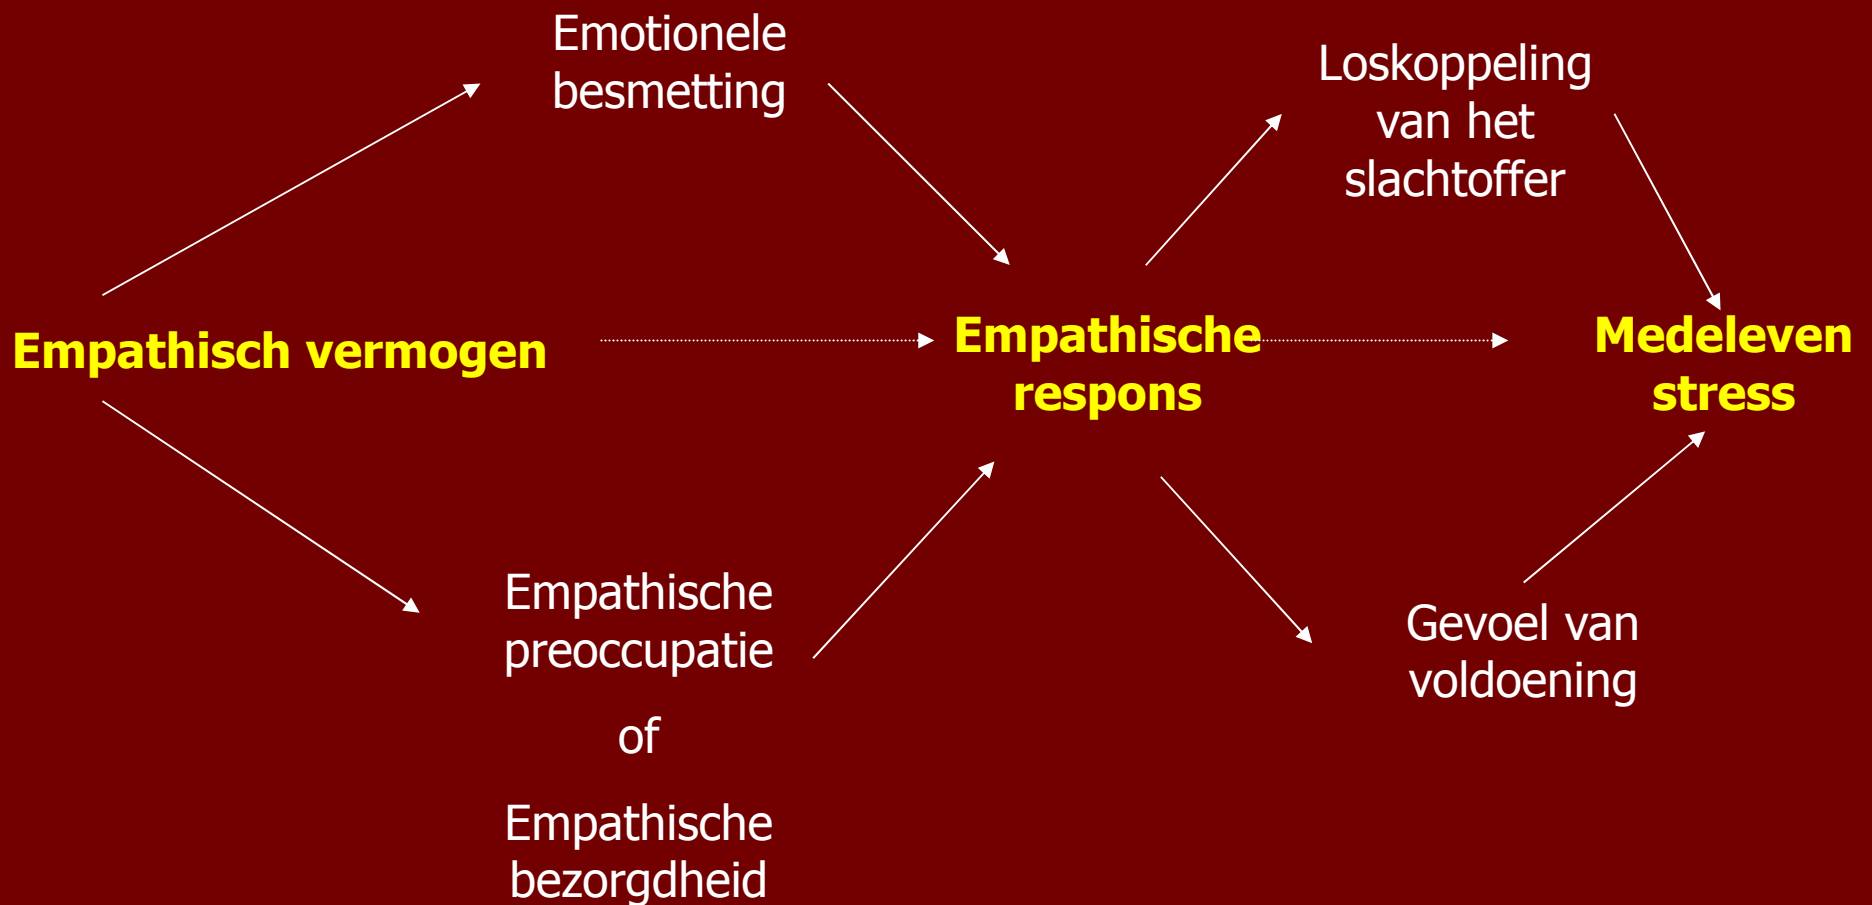 Emotionele
besmetting
Loskoppeling
van het
slachtoffer
Empathisch vermogen
Empathische
respons
Medeleven
stress
Empathische
preoccupatie
of
Empathische
bezorgdheid
Gevoel van
voldoening